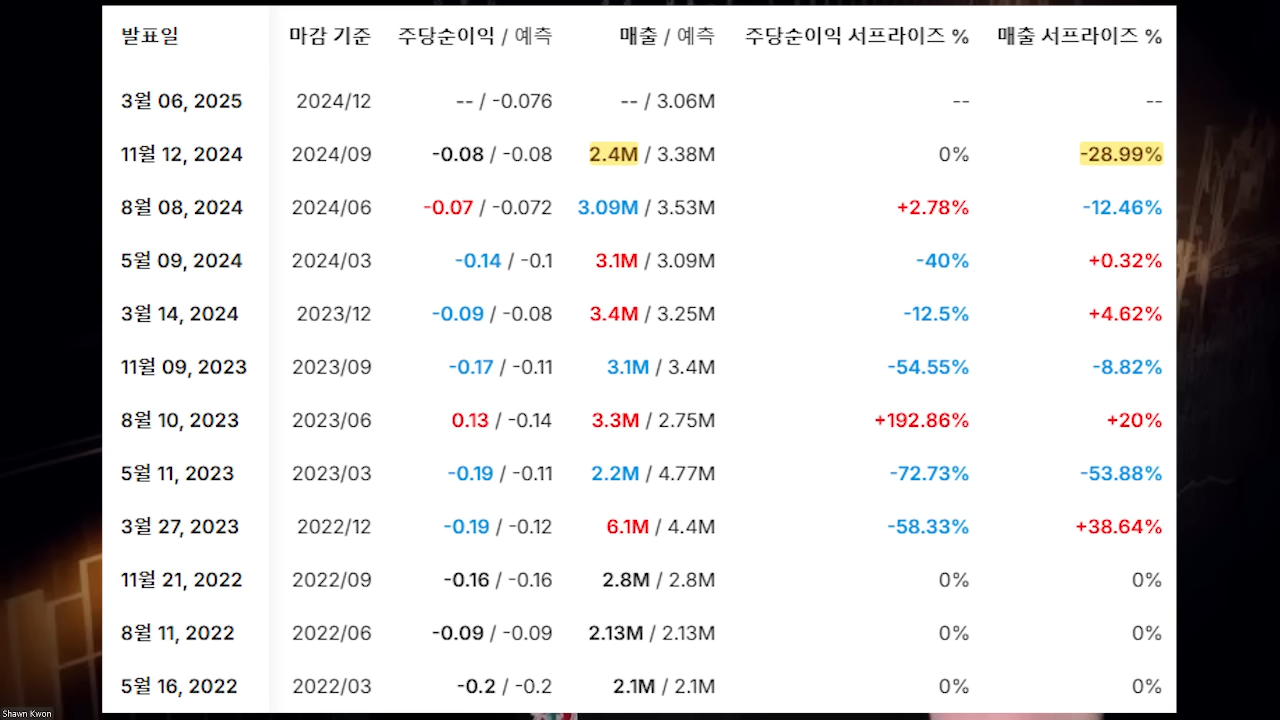 발표일 마감 기준 주당순이익 / 예측 매출 / 예측 주당순이익 서프라이즈 % 매출 서프라이즈 %
3월 06, 2025 2024/12 -- / -0.076 -- / 3.06M -- --
11월 12, 2024 2024/09 -0.08 / -0.08 2.4M / 3.38M 0% -28.99%
8월 08, 2024 2024/06 -0.07 / -0.072 3.09M / 3.53M +2.78% -12.46%
5월 09, 2024 2024/03 -0.14 / -0.1 3.1M / 3.09M -40% +0.32%
3월 14, 2024 2023/12 -0.09 / -0.08 3.4M / 3.25M -12.5% +4.62%
11월 09, 2023 2023/09 -0.17 / -0.11 3.1M / 3.4M -54.55% -8.82%
8월 10, 2023 2023/06 0.13 / -0.14 3.3M / 2.75M +192.86% +20%
5월 11, 2023 2023/03 -0.19 / -0.11 2.2M / 4.77M -72.73% -53.88%
3월 27, 2023 2022/12 -0.19 / -0.12 6.1M / 4.4M -58.33% +38.64%
11월 21, 2022 2022/09 -0.16 / -0.16 2.8M / 2.8M 0% 0%
8월 11, 2022 2022/06 -0.09 / -0.09 2.13M / 2.13M 0% 0%
5월 16, 2022 2022/03 -0.2 / -0.2 2.1M / 2.1M 0% 0%
Shawn Kwon